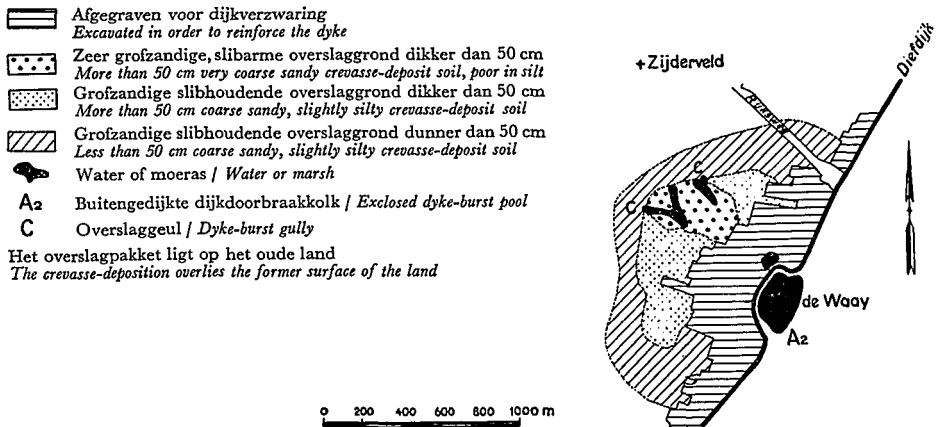 Afgegraven voor dijkverzwaring
Excavated in order to reinforce the dyke
Zeer grofzandige, slibarme overslaggrond dikker dan 50 cm
More than 50 cm very coarse sandy crevasse-deposit soil, poor in silt
Grofzandige slibhoudende overslaggrond dikker dan 50 cm
More than 50 cm coarse sandy, slightly silty crevasse-deposit soil
Grofzandige slibhoudende overslaggrond dunner dan 50 cm
Less than 50 cm coarse sandy, slightly silty crevasse-deposit soil
Water of moeras / Water or marsh
A2 Buitengedijkte dijkdoorbraakkolk / Exclosed dyke-burst pool
C Overslaggeul / Dyke-burst gully
Het overslagpakket ligt op het oude land
The crevasse-deposition overlies the former surface of the land
0 200 400 600 800 1000 m
Diefdijk
+ Zijderveld
RIJKSWEG
C
C
de Waay
A2